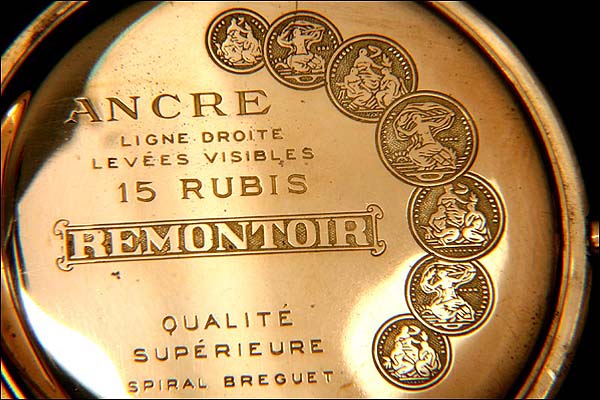 ANCRE
LIGNE DROITE
LEVÉES VISIBLES
15 RUBIS
REMONTOIR
QUALITÉ
SUPÉRIEURE
SPIRAL BREGUET